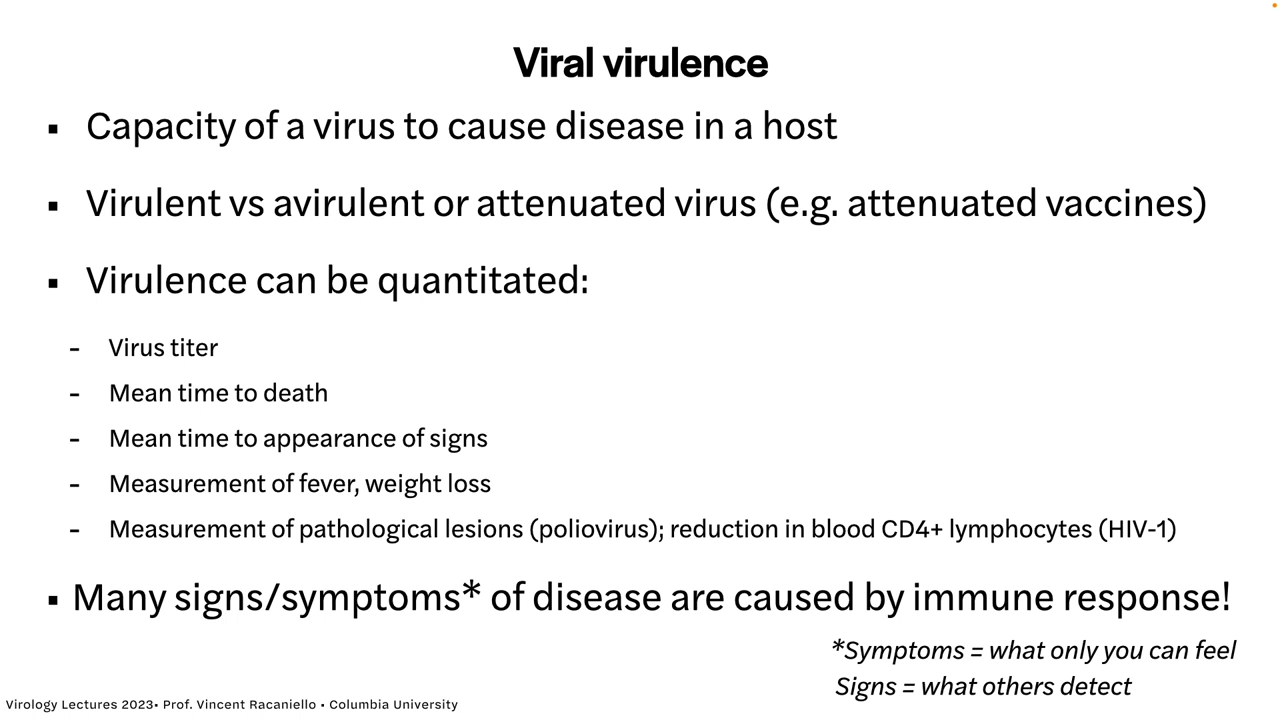 Viral virulence
▪ Capacity of a virus to cause disease in a host
▪ Virulent vs avirulent or attenuated virus (e.g. attenuated vaccines)
▪ Virulence can be quantitated:
- Virus titer
- Mean time to death
- Mean time to appearance of signs
- Measurement of fever, weight loss
- Measurement of pathological lesions (poliovirus); reduction in blood CD4+ lymphocytes (HIV-1)
▪ Many signs/symptoms* of disease are caused by immune response!
*Symptoms = what only you can feel
Signs = what others detect
Virology Lectures 2023• Prof. Vincent Racaniello • Columbia University